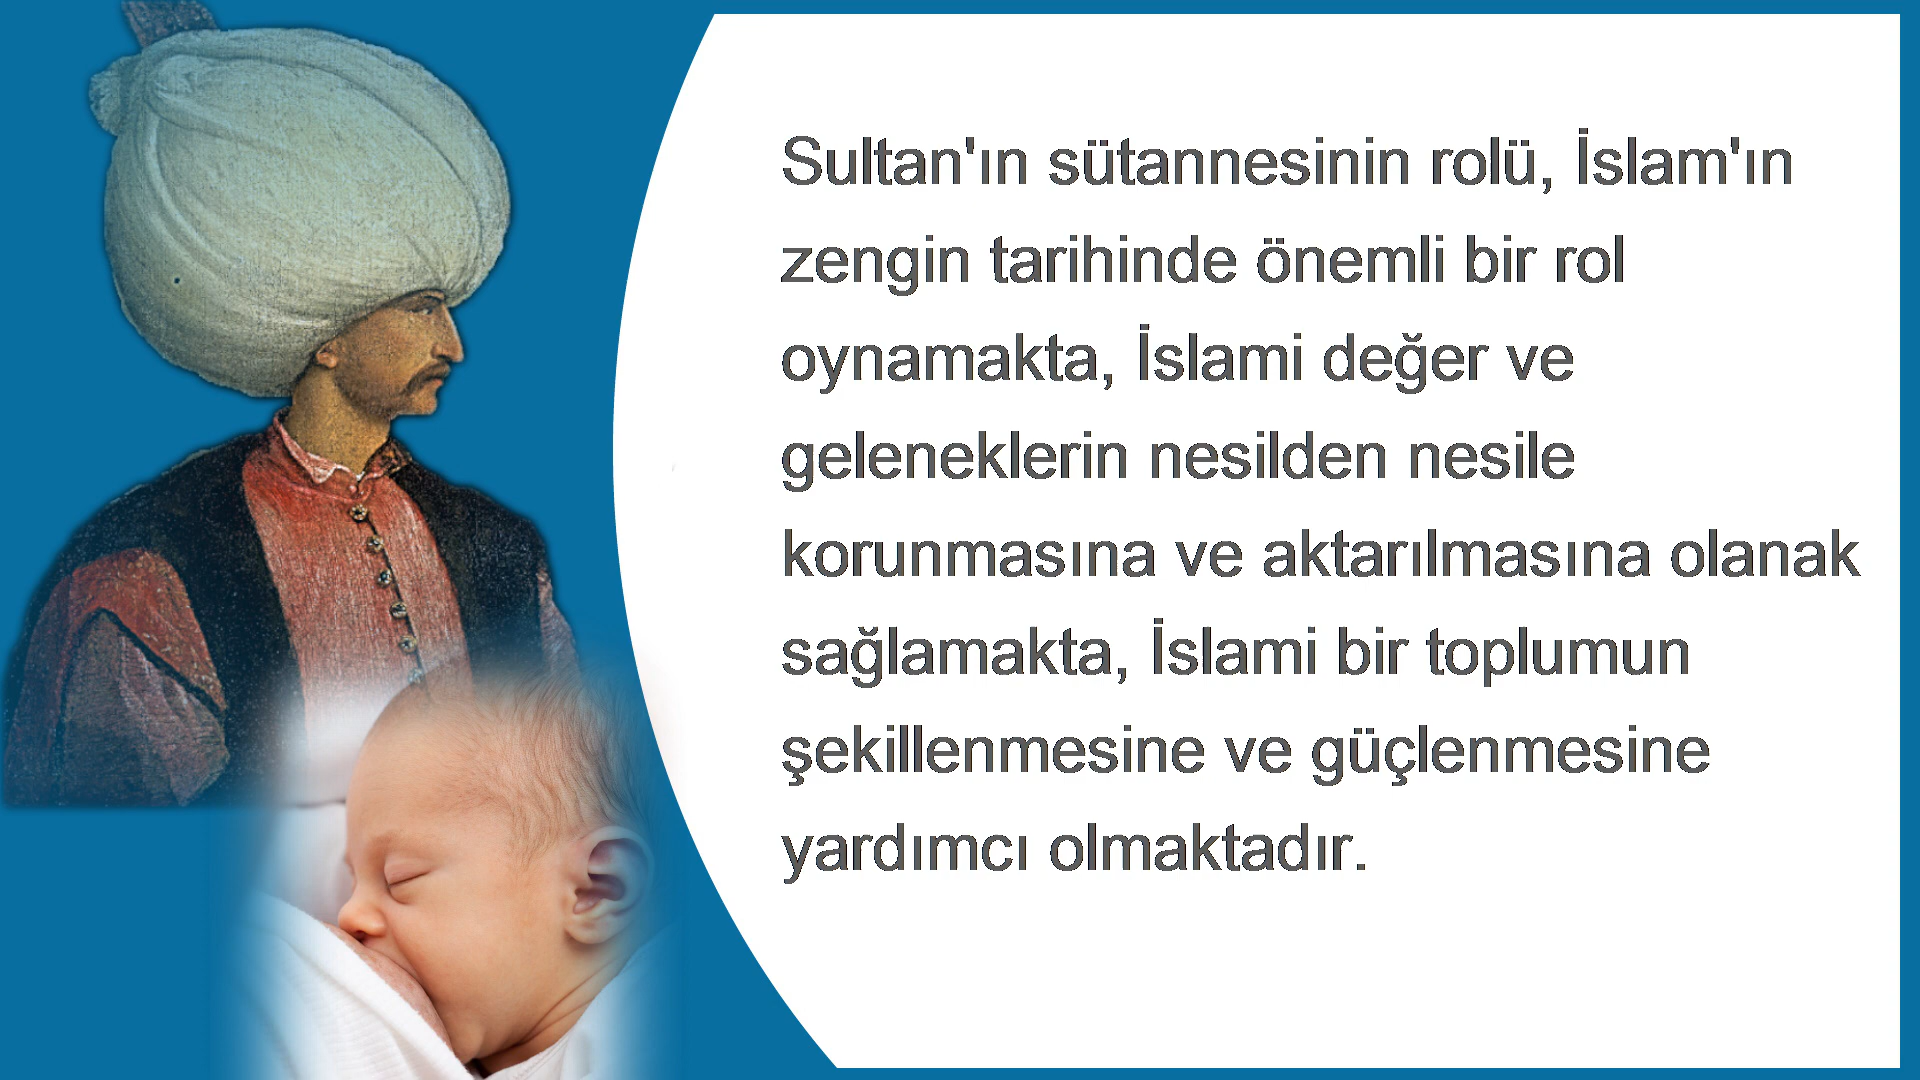 Sultan'ın sütannesinin rolü, İslam'ın
zengin tarihinde önemli bir rol
oynamakta, İslami değer ve
geleneklerin nesilden nesile
korunmasına ve aktarılmasına olanak
sağlamakta, İslami bir toplumun
şekillenmesine ve güçlenmesine
yardımcı olmaktadır.